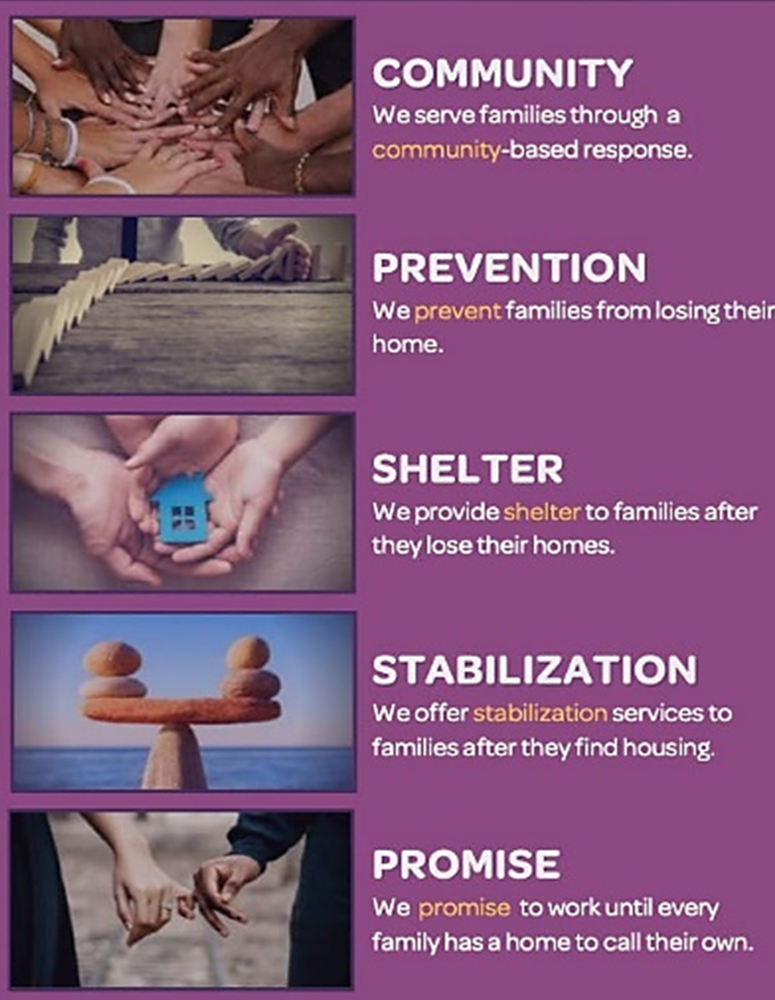 COMMUNITY
We serve families through a
community-based response.
PREVENTION
We prevent families from losing their
home.
SHELTER
We provide shelter to families after
they lose their homes.
STABILIZATION
We offer stabilization services to
families after they find housing.
PROMISE
We promise to work until every
family has a home to call their own.